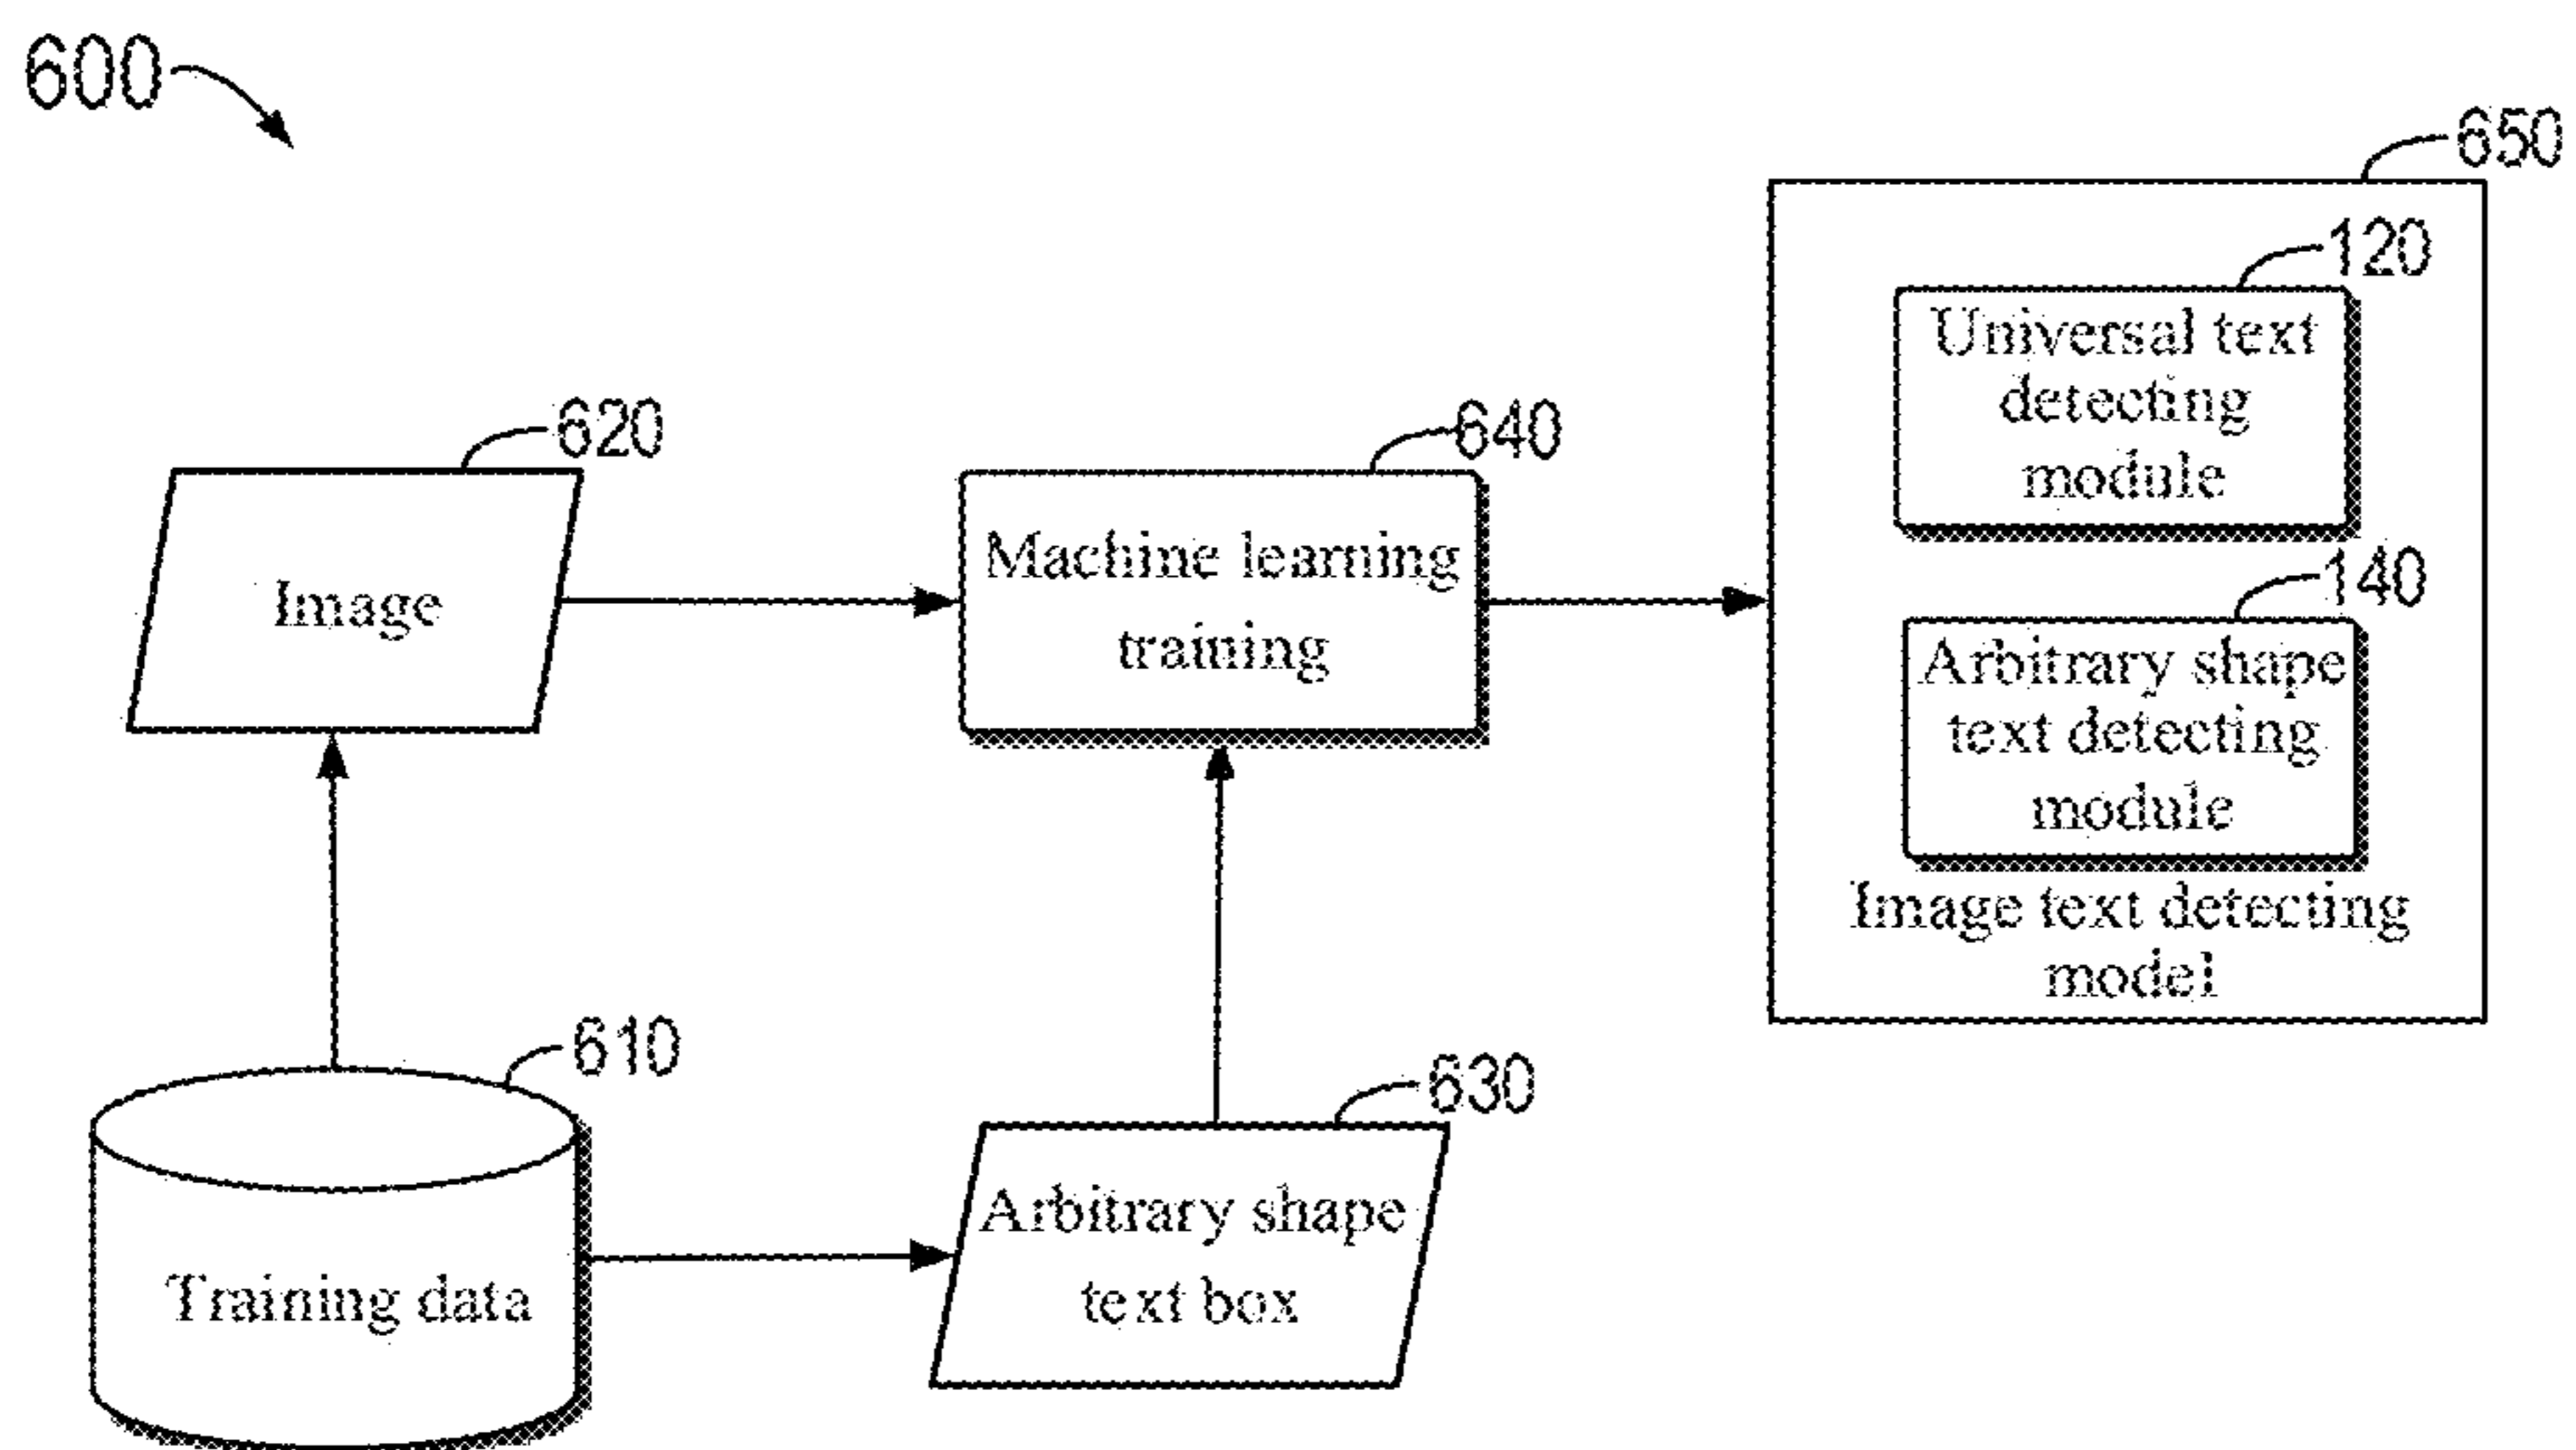 600
650
120
Universal text
detecting
module
620
640
140
Image
Machine learning
training
Arbitrary shape
text detecting
module
Image text detecting
model
610
630
Training data
Arbitrary shape
text box